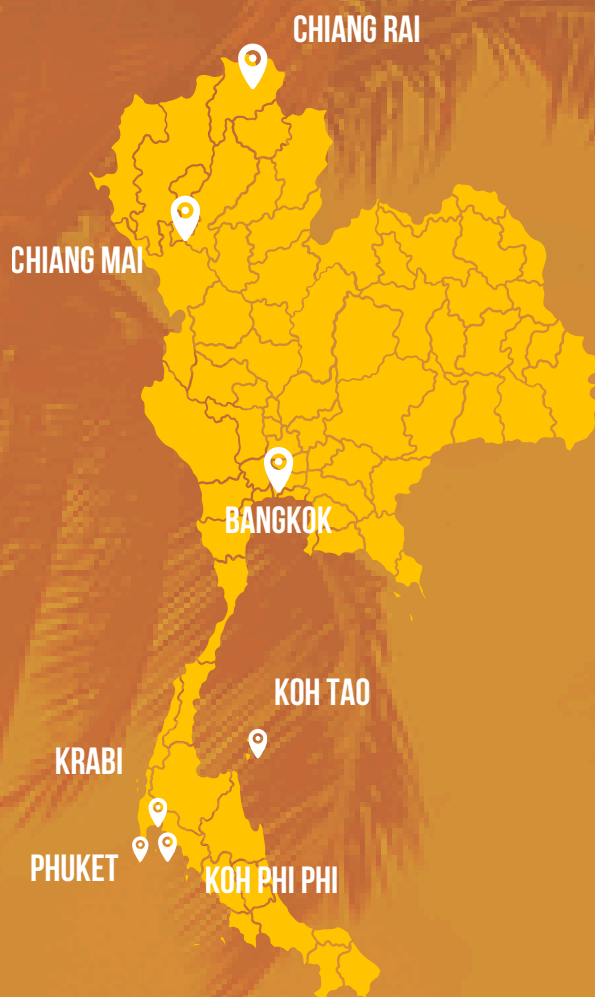 CHIANG RAI
CHIANG MAI
BANGKOK
KOH TAO
KRABI
PHUKET
KOH PHI PHI